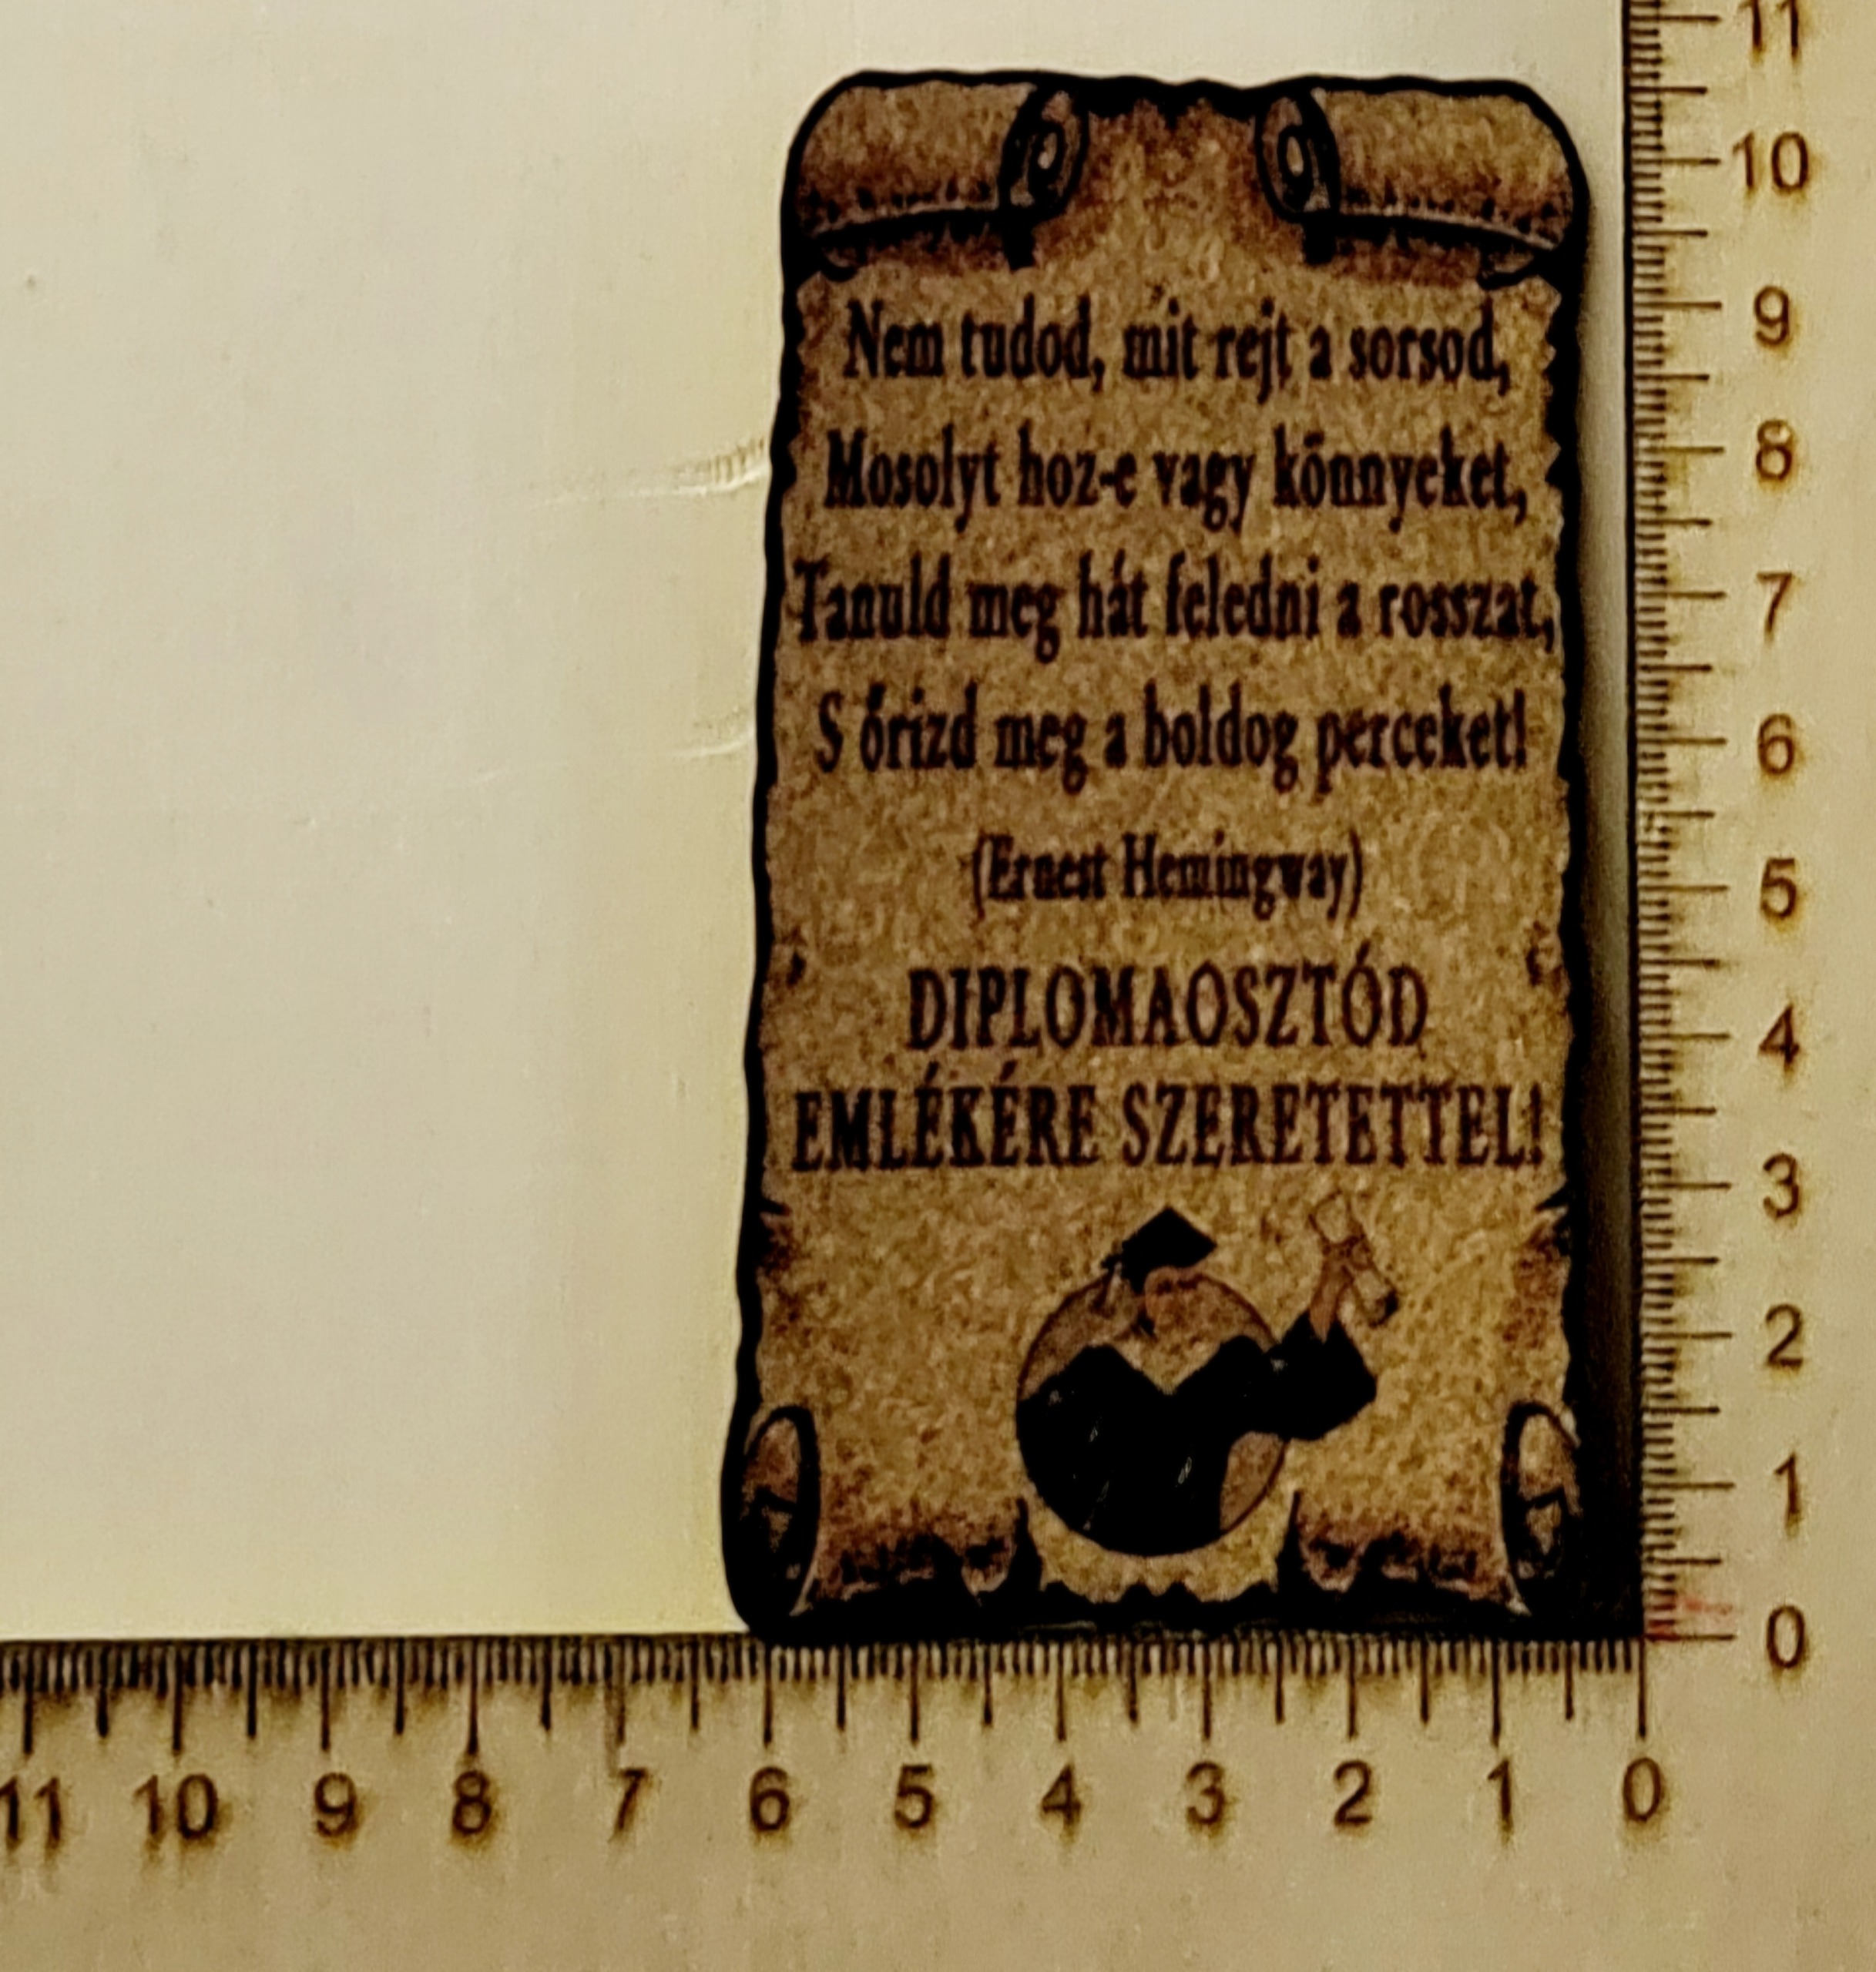 Nem tudod, mit rejt a sorsod,
Mosolyt hoz-e vagy könnyeket,
Tanuld meg hát feledni a rosszat,
S őrizd meg a boldog perceket!
(Ernest Hemingway)
DIPLOMAOSZTÓD
EMLÉKÉRE SZERETETTEL!
11
10
9
8
7
6
5
4
3
2
1
0
11 10 9 8 7 6 5 4 3 2 1 0